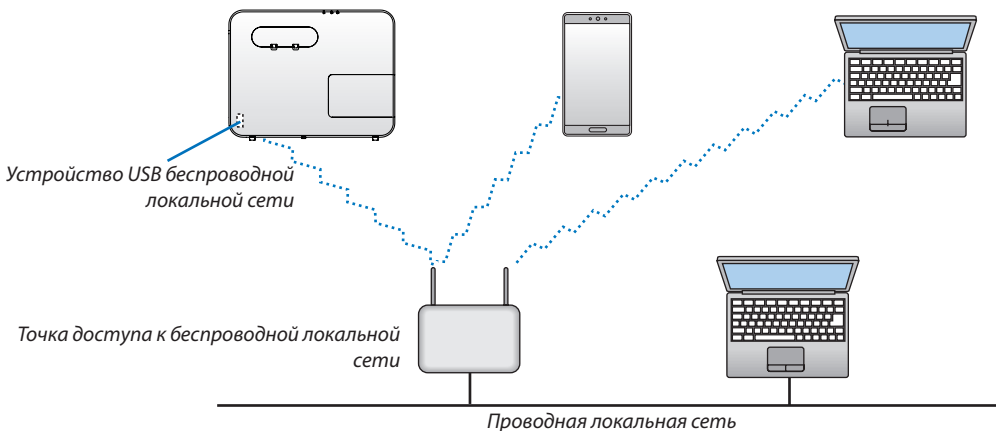 Устройство USB беспроводной
локальной сети
Точка доступа к беспроводной локальной
сети
Проводная локальная сеть